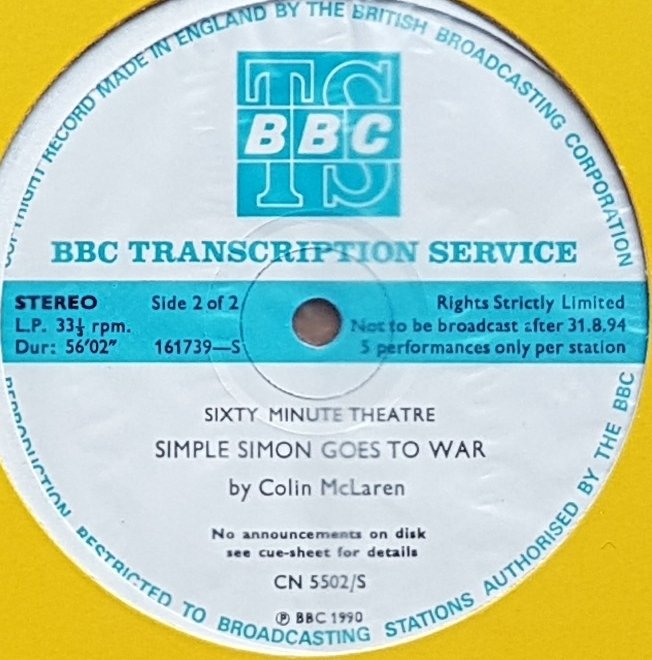 COPYRIGHT RECORD MADE IN ENGLAND BY THE BRITISH BROADCASTING CORPORATION
TS
BBC
BBC TRANSCRIPTION SERVICE
STEREO Side 2 of 2 Rights Strictly Limited
L.P. 33⅓ rpm. Not to be broadcast after 31.8.94
Dur: 56'02" 161739—S 5 performances only per station
SIXTY MINUTE THEATRE
SIMPLE SIMON GOES TO WAR
by Colin McLaren
No announcements on disk
see cue-sheet for details
CN 5502/S
℗ BBC 1990
REPRODUCTION RESTRICTED TO BROADCASTING STATIONS AUTHORISED BY THE BBC